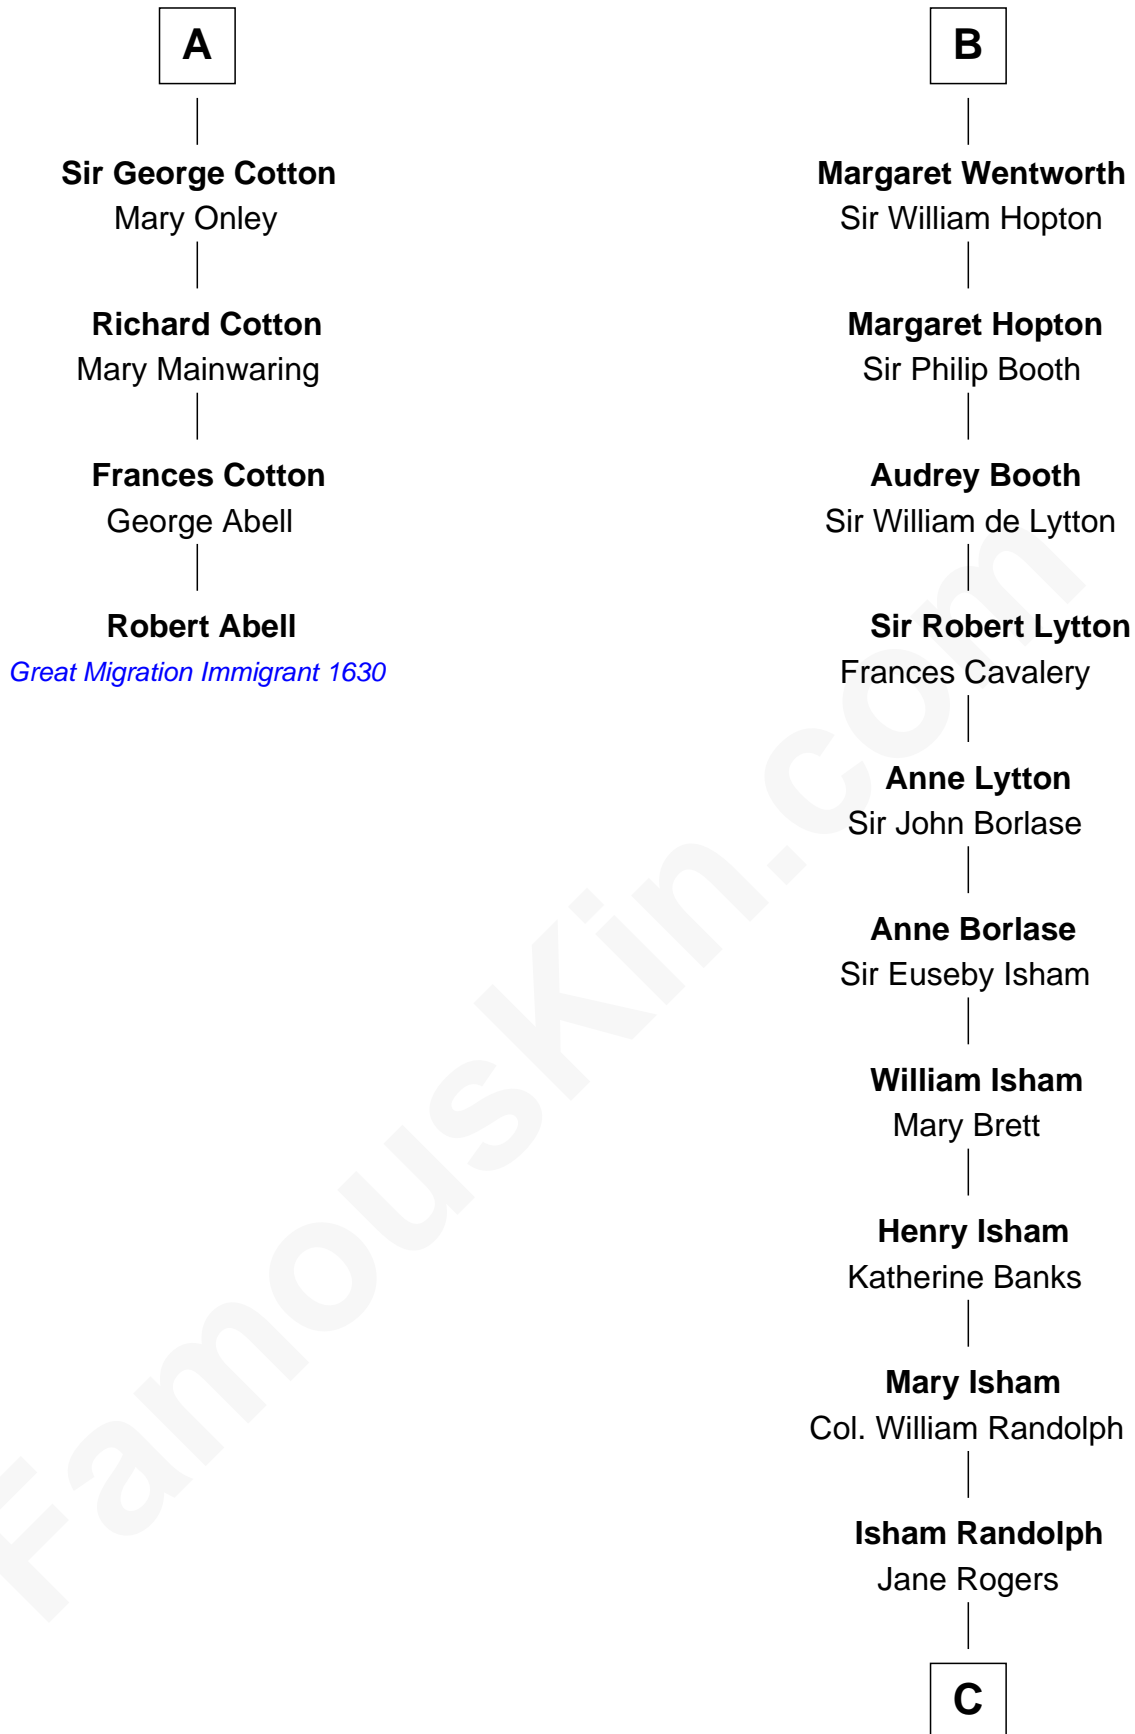 A
Sir George Cotton
Mary Onley
Richard Cotton
Mary Mainwaring
Frances Cotton
George Abell
Robert Abell
Great Migration Immigrant 1630
B
Margaret Wentworth
Sir William Hopton
Margaret Hopton
Sir Philip Booth
Audrey Booth
Sir William de Lytton
Sir Robert Lytton
Frances Cavalery
Anne Lytton
Sir John Borlase
Anne Borlase
Sir Euseby Isham
William Isham
Mary Brett
Henry Isham
Katherine Banks
Mary Isham
Col. William Randolph
Isham Randolph
Jane Rogers
C
FamousKin.com